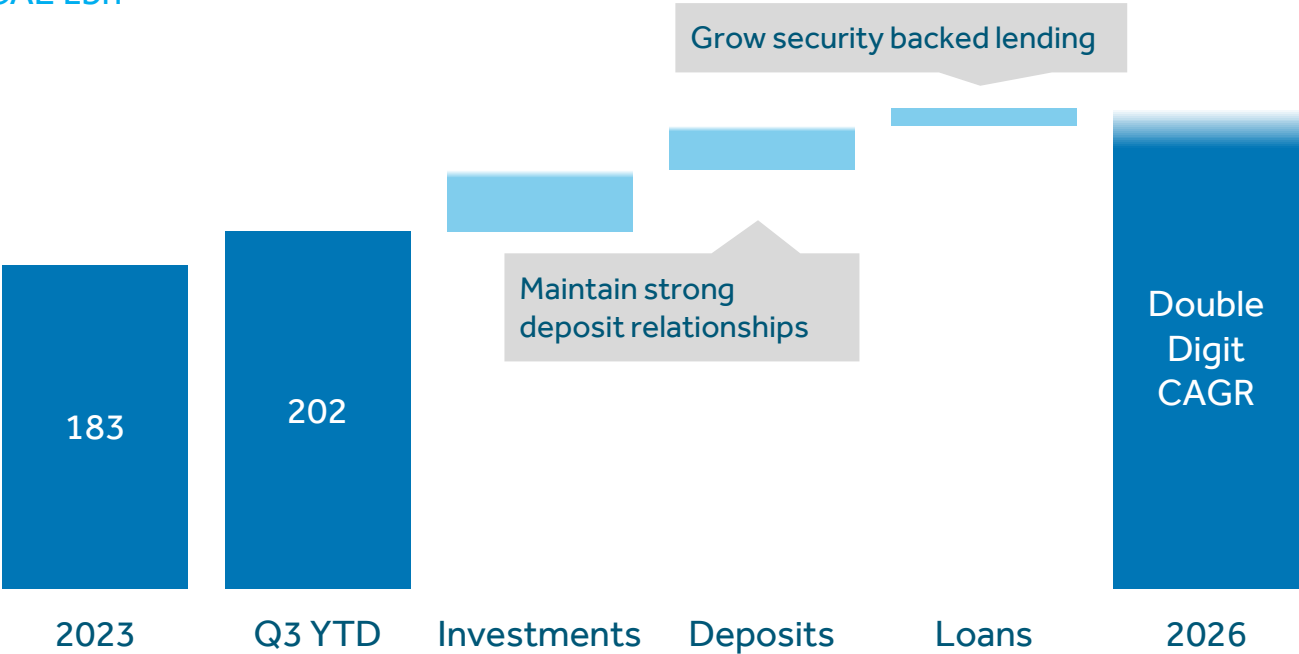 Grow security backed lending
Maintain strong
deposit relationships
Double
Digit
CAGR
183
202
2023
Q3 YTD
Investments
Deposits
Loans
2026